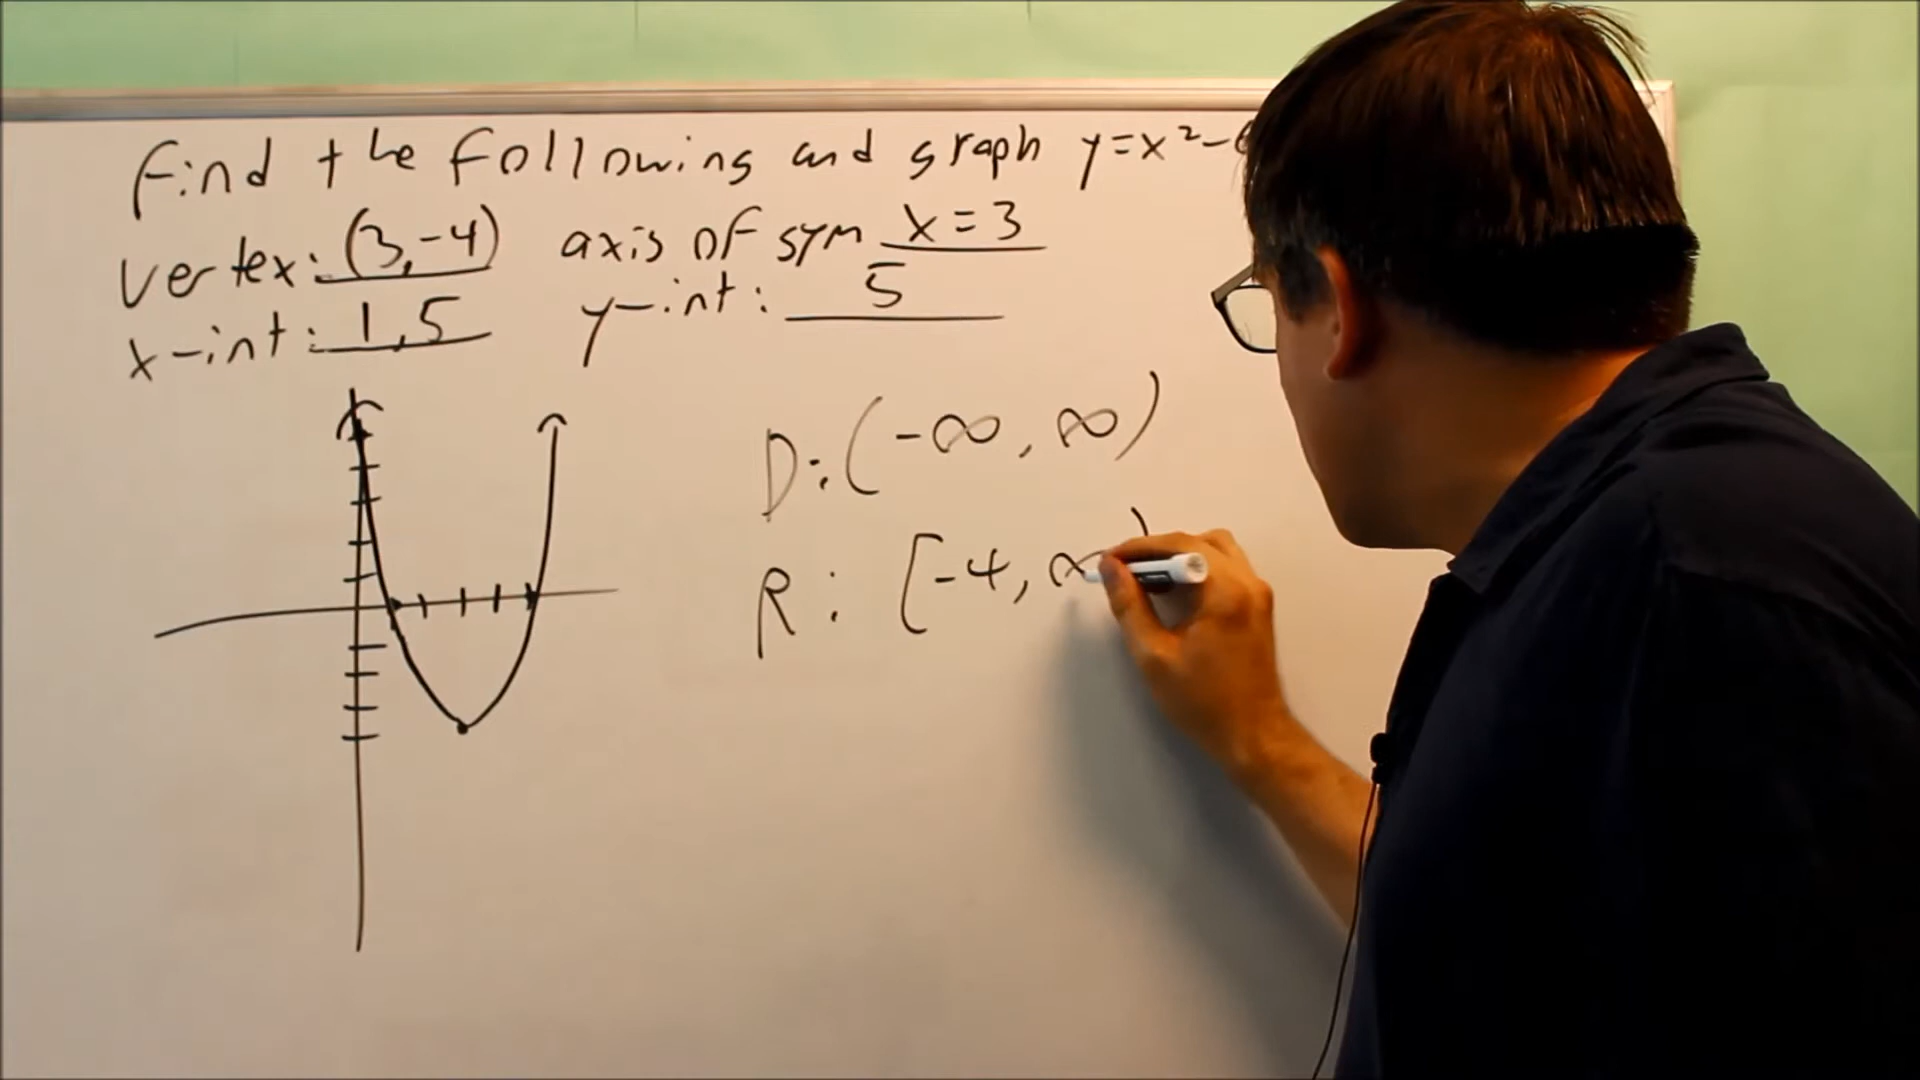 Find the following and graph y=x²-
vertex: (3,-4) axis of sym x=3
x-int: 1,5 y-int: 5
D: (-∞, ∞)
R: [-4, ∞)